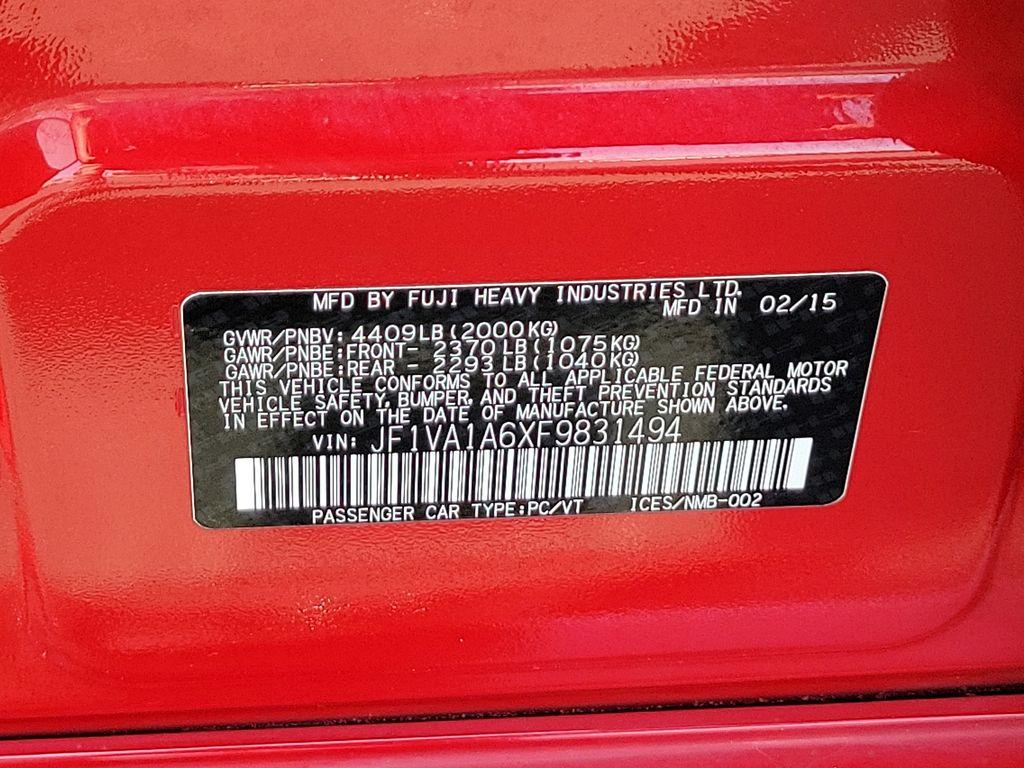 MFD BY FUJI HEAVY INDUSTRIES LTD.
MFD IN 02/15
GVWR/PNBV: 4409LB(2000KG)
GAWR/PNBE:FRONT- 2370LB(1075KG)
GAWR/PNBE:REAR - 2293LB(1040KG)
THIS VEHICLE CONFORMS TO ALL APPLICABLE FEDERAL MOTOR
VEHICLE SAFETY, BUMPER, AND THEFT PREVENTION STANDARDS
IN EFFECT ON THE DATE OF MANUFACTURE SHOWN ABOVE.
VIN: JF1VA1A6XF9831494
PASSENGER CAR TYPE:PC/VT ICES/NMB-002